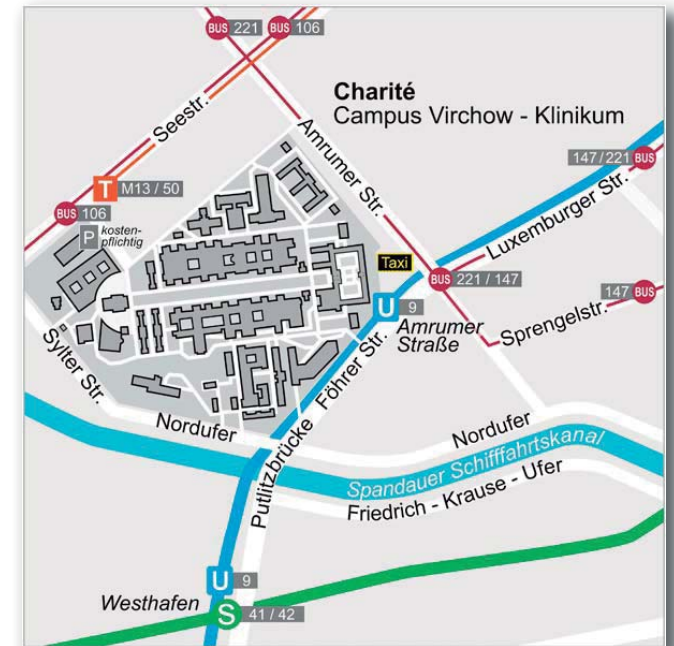 BUS 221
BUS 106
Charité
Campus Virchow - Klinikum
Seestr.
Amrumer Str.
147/221 BUS
T M13 / 50
BUS 106
P kosten-
pflichtig
Luxemburger Str.
Taxi
BUS 221 / 147
147 BUS
U 9
Amrumer
Straße
Sprengelstr.
Sylter Str.
Föhrer Str.
Nordufer
Nordufer
Putlitzbrücke
Spandauer Schifffahrtskanal
Friedrich - Krause - Ufer
U 9
Westhafen
S 41 / 42